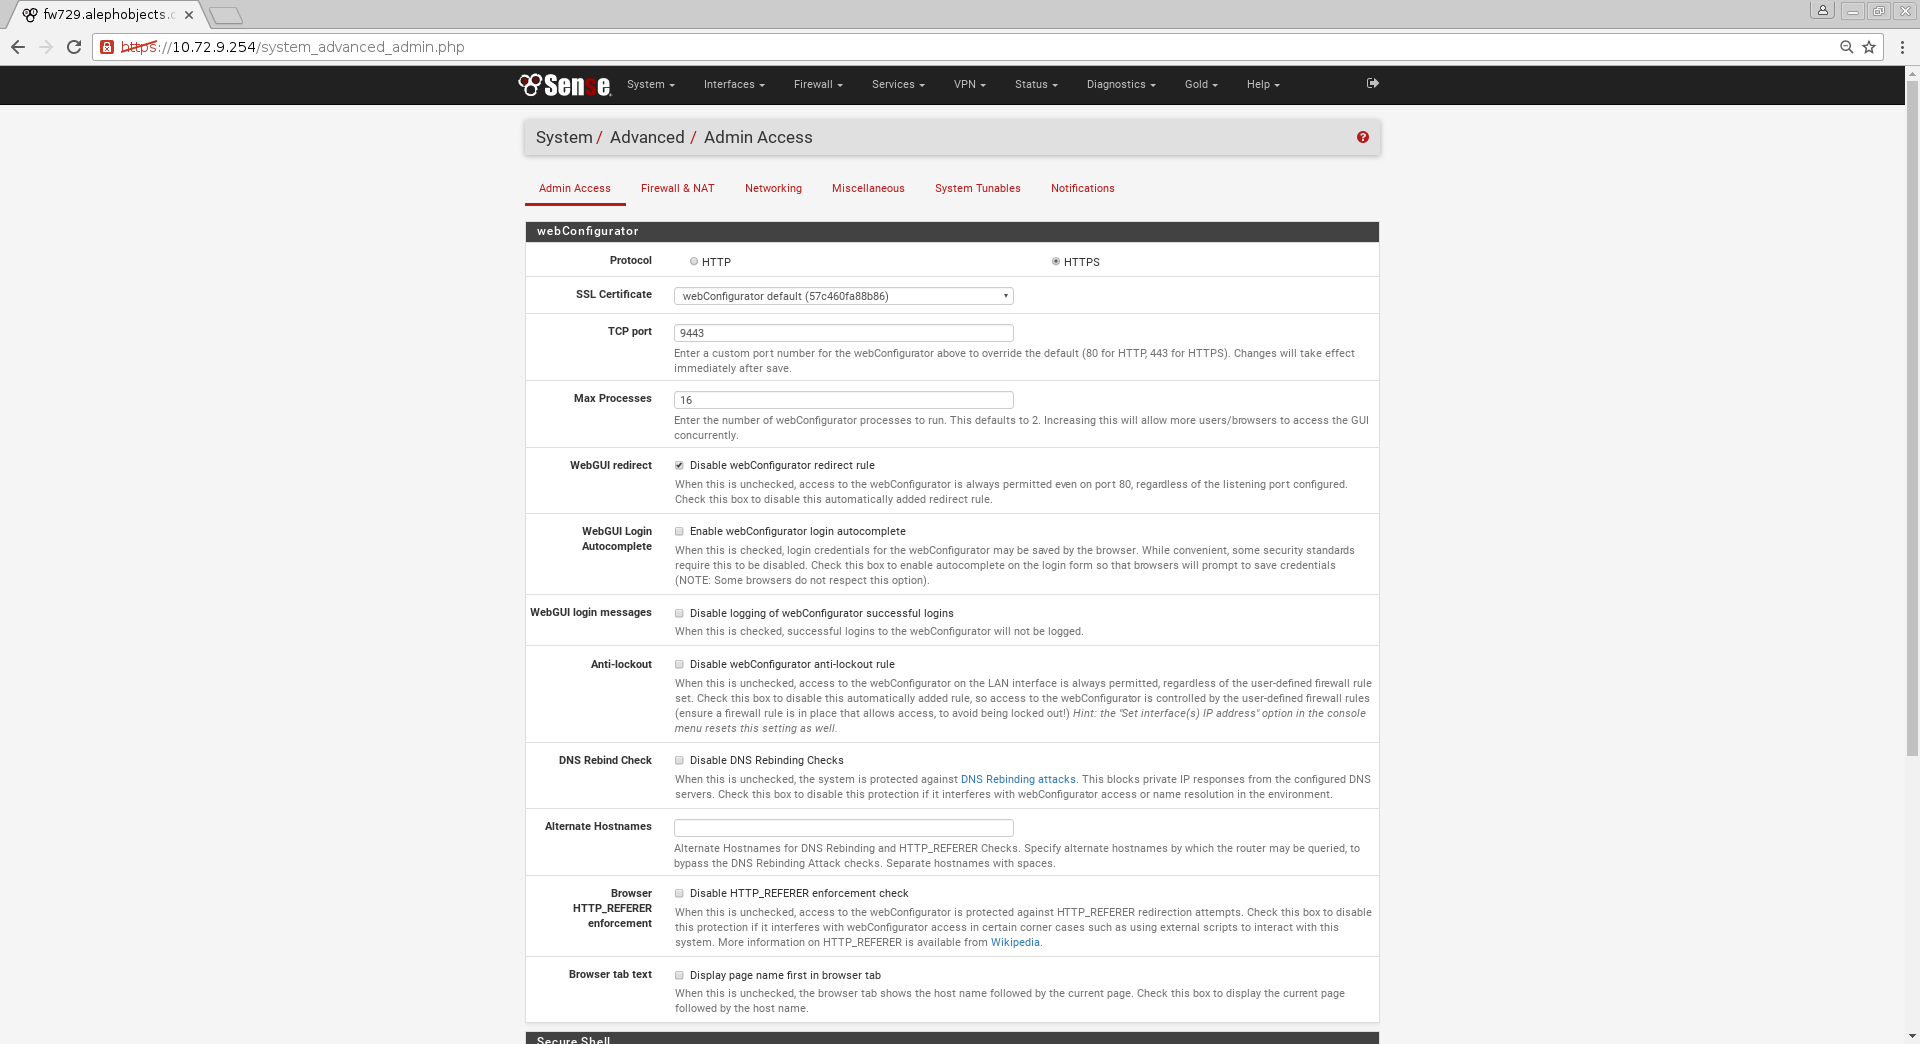 fw729.alephobjects.c
https://10.72.9.254/system_advanced_admin.php
Sense
System Interfaces Firewall Services VPN Status Diagnostics Gold Help
System / Advanced / Admin Access
Admin Access Firewall & NAT Networking Miscellaneous System Tunables Notifications
webConfigurator
Protocol HTTP HTTPS
SSL Certificate webConfigurator default (57c460fa88b86)
TCP port 9443
Enter a custom port number for the webConfigurator above to override the default (80 for HTTP, 443 for HTTPS). Changes will take effect
immediately after save.
Max Processes 16
Enter the number of webConfigurator processes to run. This defaults to 2. Increasing this will allow more users/browsers to access the GUI
concurrently.
WebGUI redirect Disable webConfigurator redirect rule
When this is unchecked, access to the webConfigurator is always permitted even on port 80, regardless of the listening port configured.
Check this box to disable this automatically added redirect rule.
WebGUI Login
Autocomplete
Enable webConfigurator login autocomplete
When this is checked, login credentials for the webConfigurator may be saved by the browser. While convenient, some security standards
require this to be disabled. Check this box to enable autocomplete on the login form so that browsers will prompt to save credentials
(NOTE: Some browsers do not respect this option).
WebGUI login messages Disable logging of webConfigurator successful logins
When this is checked, successful logins to the webConfigurator will not be logged.
Anti-lockout Disable webConfigurator anti-lockout rule
When this is unchecked, access to the webConfigurator on the LAN interface is always permitted, regardless of the user-defined firewall rule
set. Check this box to disable this automatically added rule, so access to the webConfigurator is controlled by the user-defined firewall rules
(ensure a firewall rule is in place that allows access, to avoid being locked out!) Hint: the "Set interface(s) IP address" option in the console
menu resets this setting as well.
DNS Rebind Check Disable DNS Rebinding Checks
When this is unchecked, the system is protected against DNS Rebinding attacks. This blocks private IP responses from the configured DNS
servers. Check this box to disable this protection if it interferes with webConfigurator access or name resolution in the environment.
Alternate Hostnames
Alternate Hostnames for DNS Rebinding and HTTP_REFERER Checks. Specify alternate hostnames by which the router may be queried, to
bypass the DNS Rebinding Attack checks. Separate hostnames with spaces.
Browser
HTTP_REFERER
enforcement
Disable HTTP_REFERER enforcement check
When this is unchecked, access to the webConfigurator is protected against HTTP_REFERER redirection attempts. Check this box to disable
this protection if it interferes with webConfigurator access in certain corner cases such as using external scripts to interact with this
system. More information on HTTP_REFERER is available from Wikipedia.
Browser tab text Display page name first in browser tab
When this is unchecked, the browser tab shows the host name followed by the current page. Check this box to display the current page
followed by the host name.
Secure Shell